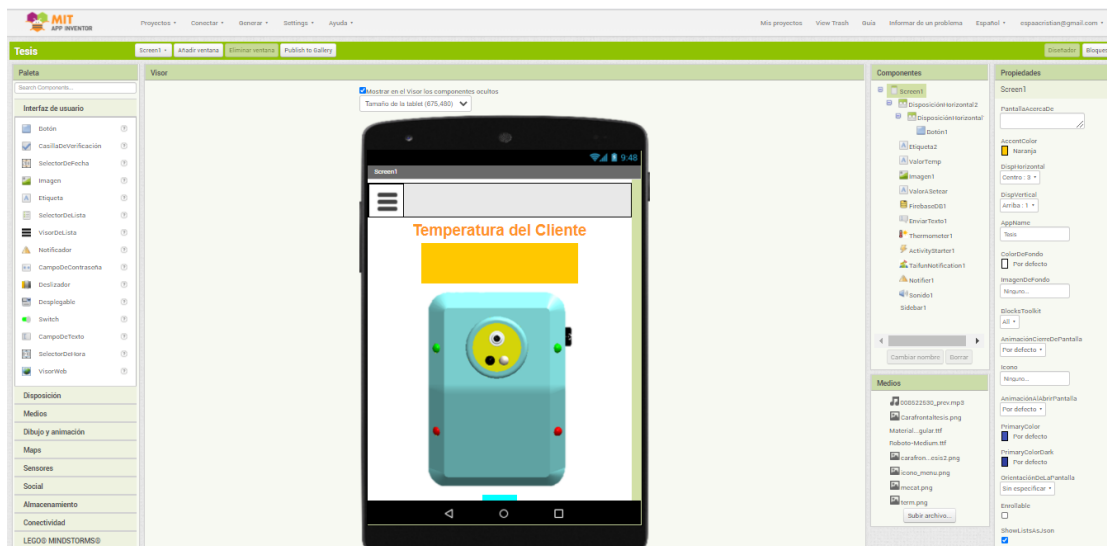 MIT
APP INVENTOR
Proyectos Conectar Generar Settings Ayuda
Mis proyectos View Trash Guía Informar de un problema Español espascristian@gmail.com
Tesis
Screen1 Añadir ventana Eliminar ventana Publish to Gallery
Diseñador Bloques
Paleta
Search Components...
Interfaz de usuario
Botón
CasillaDeVerificación
SelectorDeFecha
Imagen
Etiqueta
SelectorDeLista
VisorDeLista
Notificador
CampoDeContraseña
Deslizador
Desplegable
Switch
CampoDeTexto
SelectorDeHora
VisorWeb
Disposición
Medios
Dibujo y animación
Maps
Sensores
Social
Almacenamiento
Conectividad
LEGO® MINDSTORMS®
Visor
Mostrar en el Visor los componentes ocultos
Tamaño de la tablet (675,480)
9:48
Screen1
Temperatura del Cliente
Componentes
Screen1
DisposiciónHorizontal2
DisposiciónHorizontal
Botón1
Etiqueta2
ValorTemp
Imagen1
ValorASetear
FirebaseDB1
EnviarTexto1
Thermometer1
ActivityStarter1
TaifunNotification1
Notifier1
Sonido1
Sidebar1
Cambiar nombre Borrar
Medios
000522530_prev.mp3
Carafrontaltesis.png
Material...gular.ttf
Roboto-Medium.ttf
carafron...esis2.png
icono_menu.png
mecat.png
term.png
Subir archivo...
Propiedades
Screen1
PantallaAcercaDe
AccentColor
Naranja
DispHorizontal
Centro : 3
DispVertical
Arriba : 1
AppName
Tesis
ColorDeFondo
Por defecto
ImagenDeFondo
Ninguno...
BlocksToolkit
All
AnimaciónCierreDePantalla
Por defecto
Icono
Ninguno...
AnimaciónAlAbrirPantalla
Por defecto
PrimaryColor
Por defecto
PrimaryColorDark
Por defecto
OrientaciónDeLaPantalla
Sin especificar
Enrollable
ShowListsAsJson